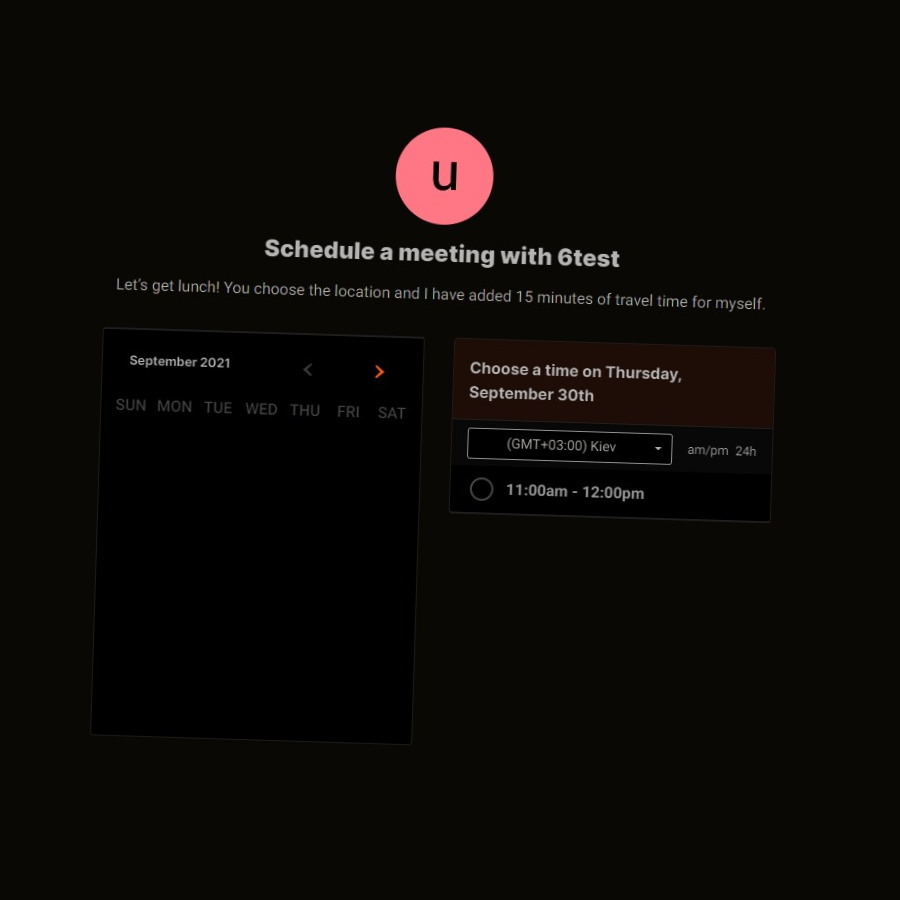 u
Schedule a meeting with 6test
Let's get lunch! You choose the location and I have added 15 minutes of travel time for myself.
September 2021
SUN MON TUE WED THU FRI SAT
Choose a time on Thursday,
September 30th
(GMT+03:00) Kiev am/pm 24h
11:00am - 12:00pm